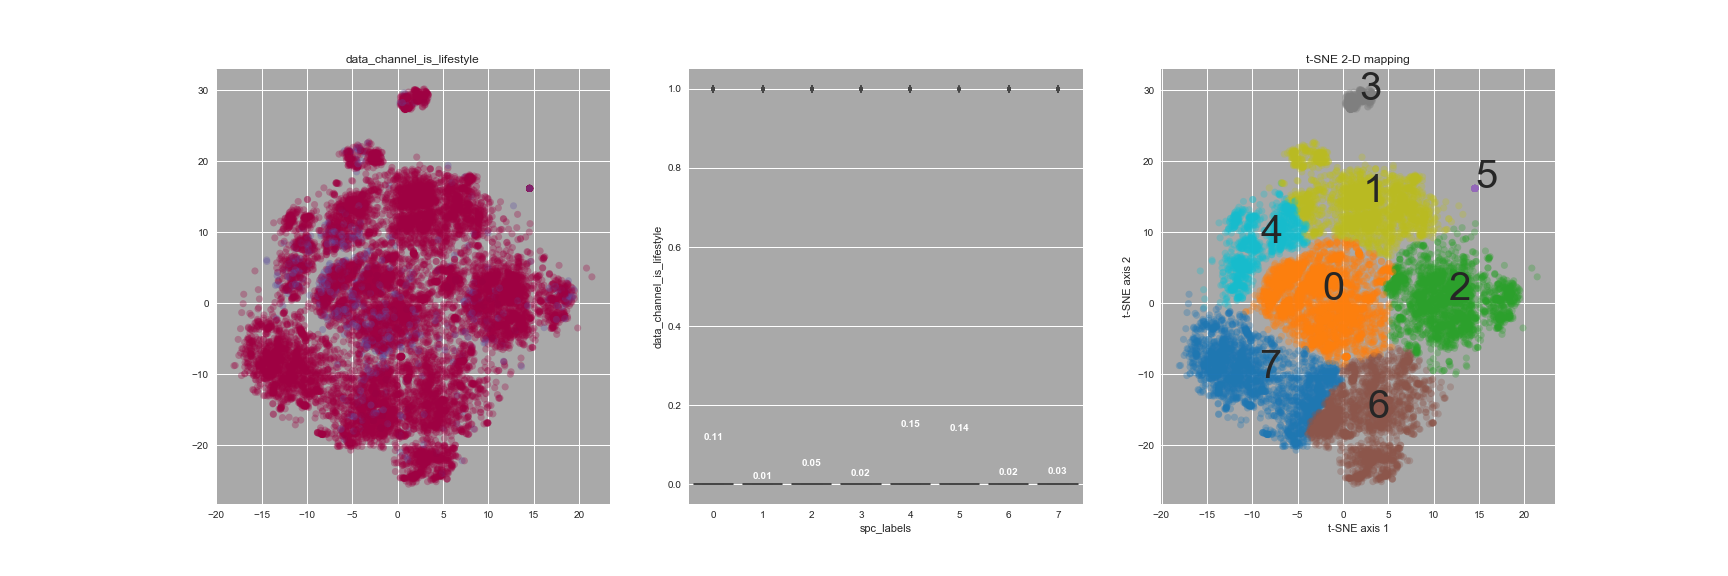 data_channel_is_lifestyle
30
20
10
0
−10
−20
−20 −15 −10 −5 0 5 10 15 20
data_channel_is_lifestyle
1.0
0.8
0.6
0.4
0.2
0.0
0.11 0.01 0.05 0.02 0.15 0.14 0.02 0.03
0 1 2 3 4 5 6 7
spc_labels
t-SNE 2-D mapping
t-SNE axis 2
30
20
10
0
−10
−20
3
5
1
4
0
2
7
6
−20 −15 −10 −5 0 5 10 15 20
t-SNE axis 1